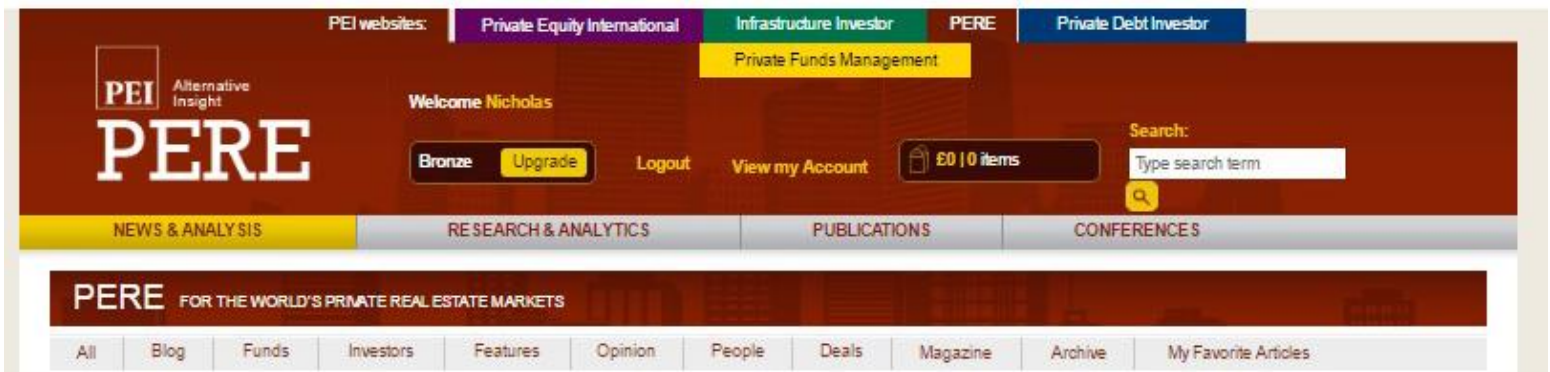 PEI websites: Private Equity International Infrastructure Investor PERE Private Debt Investor
Private Funds Management
PEI Alternative
Insight
Welcome Nicholas
PERE
Search:
Bronze Upgrade Logout View my Account £0 | 0 items Type search term
NEWS & ANALYSIS RESEARCH & ANALYTICS PUBLICATIONS CONFERENCES
PERE FOR THE WORLD'S PRIVATE REAL ESTATE MARKETS
All Blog Funds Investors Features Opinion People Deals Magazine Archive My Favorite Articles